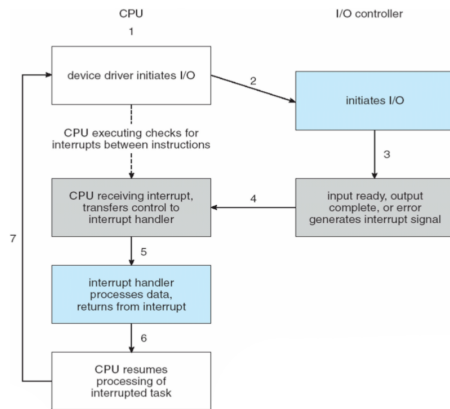 CPU
I/O controller
1
device driver initiates I/O
2
initiates I/O
CPU executing checks for
interrupts between instructions
3
CPU receiving interrupt,
transfers control to
interrupt handler
4
input ready, output
complete, or error
generates interrupt signal
7
5
interrupt handler
processes data,
returns from interrupt
6
CPU resumes
processing of
interrupted task